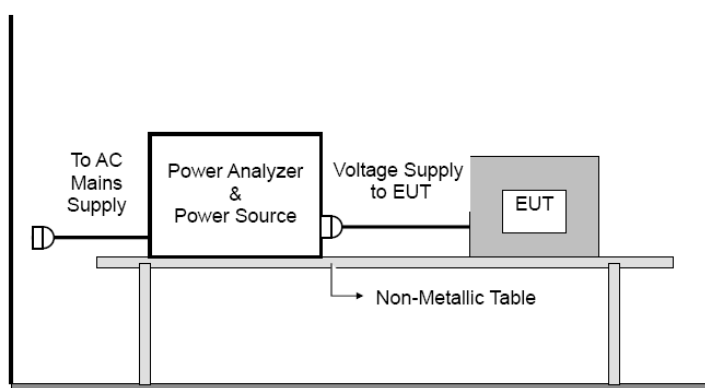 To AC
Mains
Supply
Power Analyzer
&
Power Source
Voltage Supply
to EUT
EUT
Non-Metallic Table